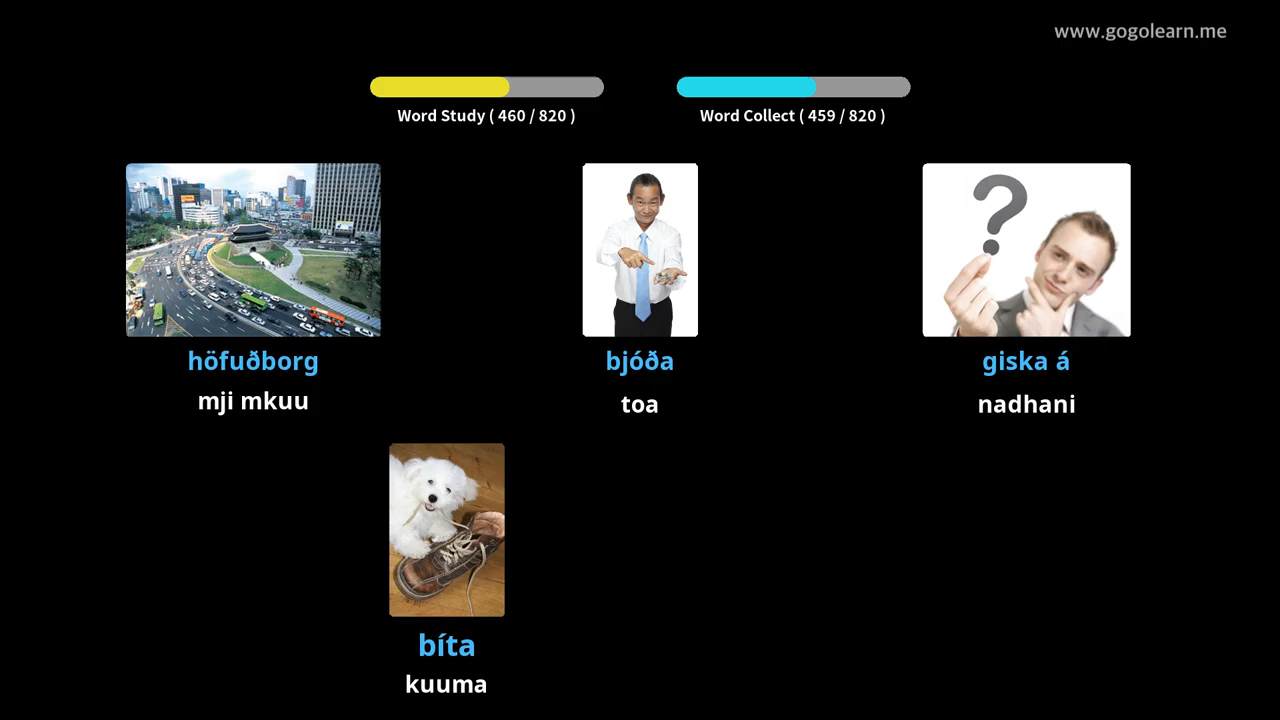 www.gogolearn.me
Word Study ( 460 / 820 )
Word Collect ( 459 / 820 )
höfuðborg
bjóða
giska á
mji mkuu
toa
nadhani
bíta
kuuma